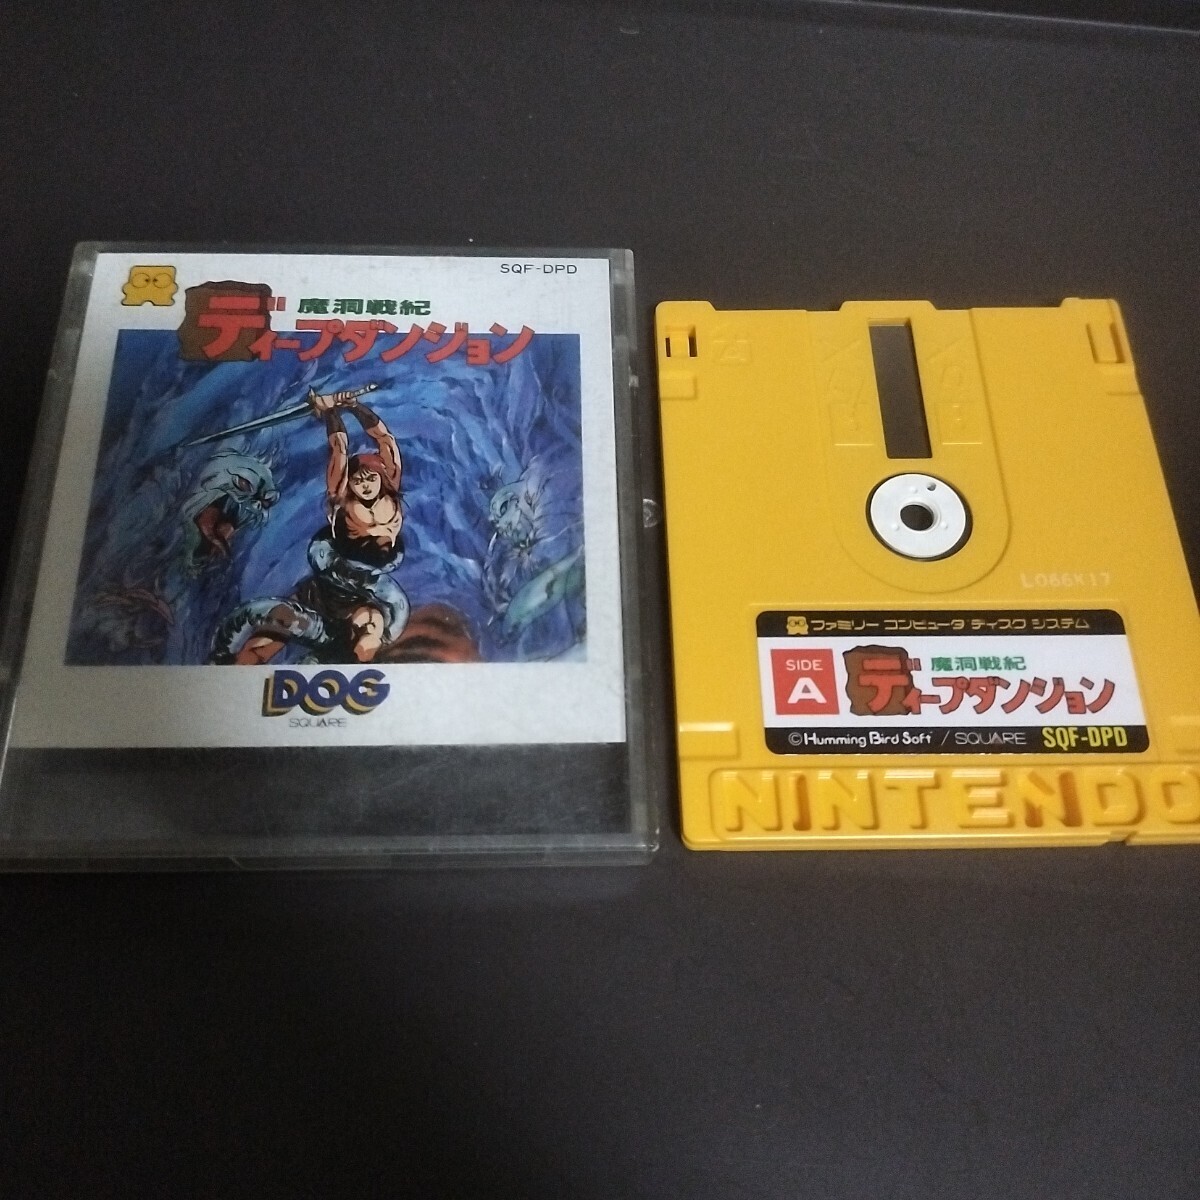 SQF-DPD
魔洞戦紀
ディープダンジョン
DOG
SQUARE
L086K17
ファミリー コンピュータ ディスク システム
SIDE
A
魔洞戦紀
ディープダンジョン
©Humming Bird Soft / SQUARE SQF-DPD
NINTENDO